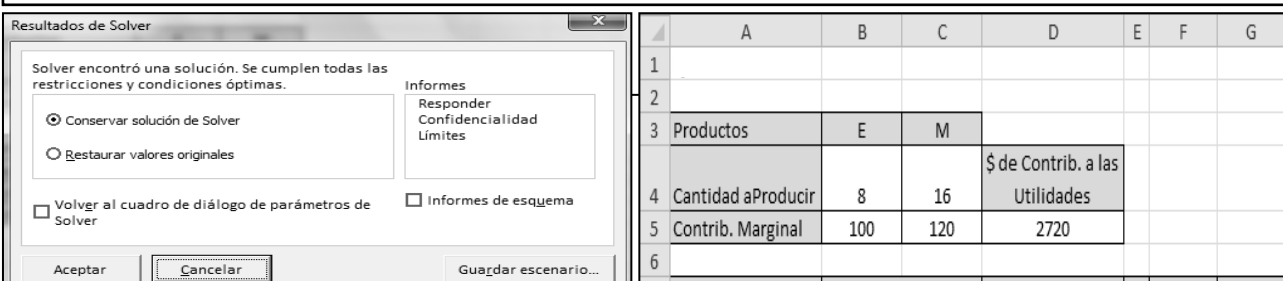 Resultados de Solver
Solver encontró una solución. Se cumplen todas las
restricciones y condiciones óptimas.
Informes
Responder
Confidencialidad
Límites
Conservar solución de Solver
Restaurar valores originales
Volver al cuadro de diálogo de parámetros de
Solver
Informes de esquema
Aceptar
Cancelar
Guardar escenario...
A B C D E F G
1
2
3 Productos E M
$ de Contrib. a las
4 Cantidad aProducir 8 16 Utilidades
5 Contrib. Marginal 100 120 2720
6